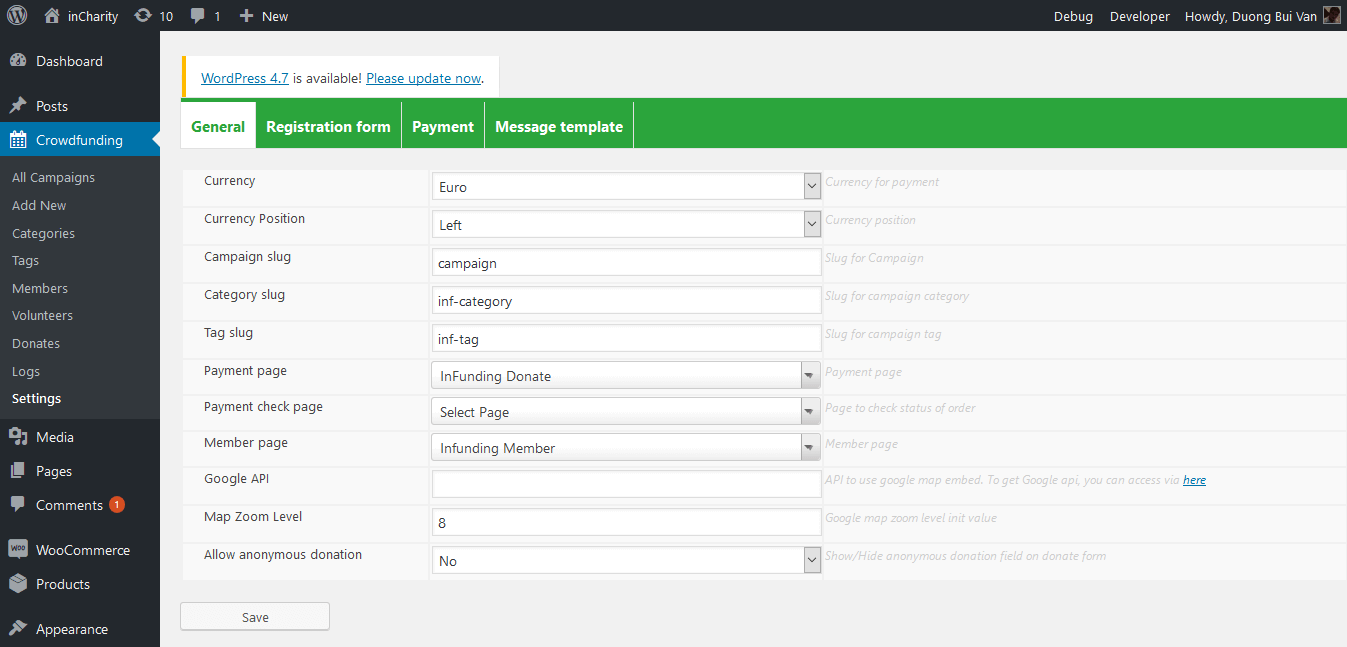 inCharity 10 1 New Debug Developer Howdy, Duong Bui Van
Dashboard
Posts
Crowdfunding
All Campaigns
Add New
Categories
Tags
Members
Volunteers
Donates
Logs
Settings
Media
Pages
Comments 1
WOO WooCommerce
Products
Appearance
WordPress 4.7 is available! Please update now.
General Registration form Payment Message template
Currency Euro Currency for payment
Currency Position Left Currency position
Campaign slug campaign Slug for Campaign
Category slug inf-category Slug for campaign category
Tag slug inf-tag Slug for campaign tag
Payment page InFunding Donate Payment page
Payment check page Select Page Page to check status of order
Member page Infunding Member Member page
Google API API to use google map embed. To get Google api, you can access via here
Map Zoom Level 8 Google map zoom level init value
Allow anonymous donation No Show/Hide anonymous donation field on donate form
Save